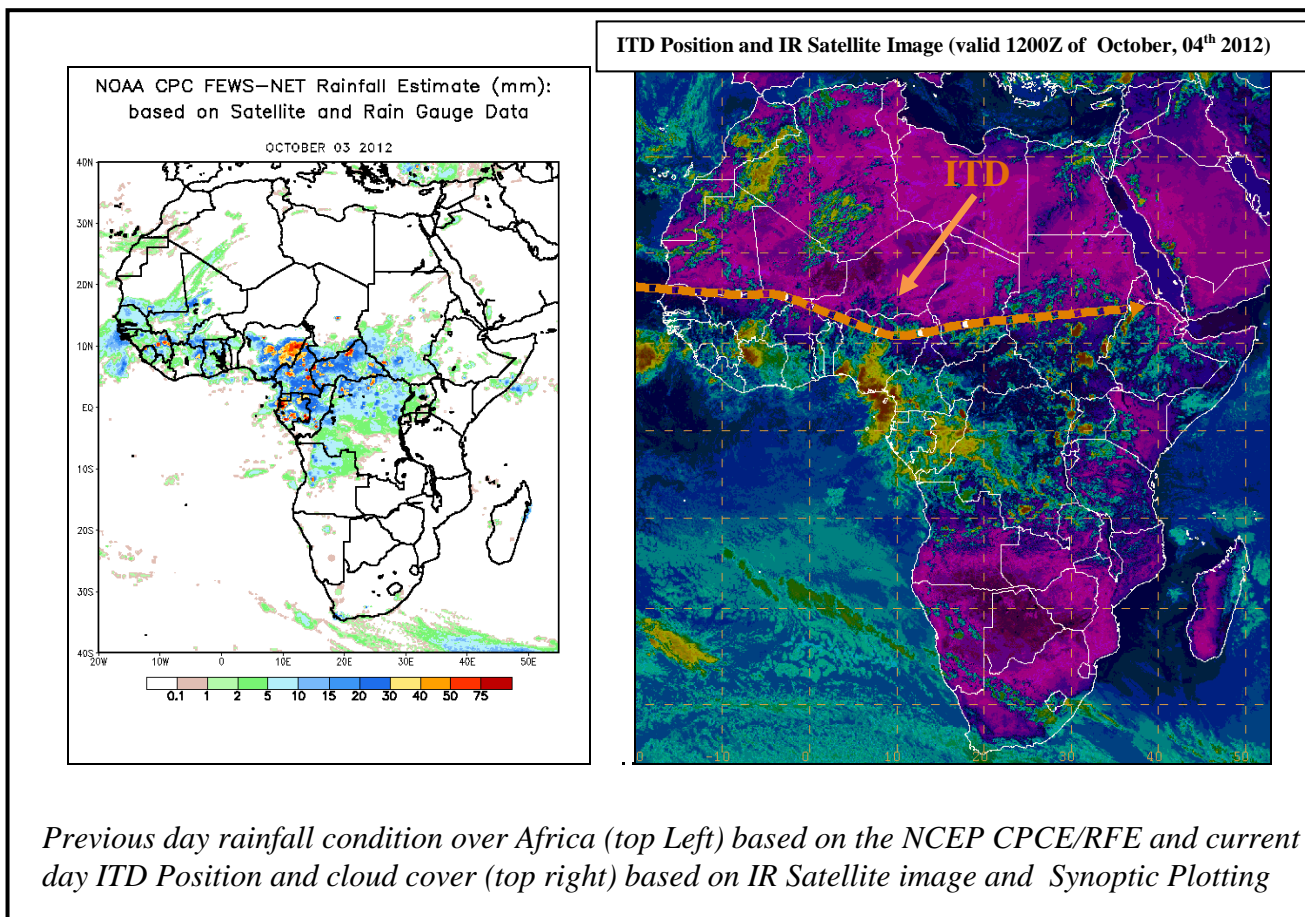 ITD Position and IR Satellite Image (valid 1200Z of October, 04th 2012)
NOAA CPC FEWS-NET Rainfall Estimate (mm):
based on Satellite and Rain Gauge Data
OCTOBER 03 2012
40N
30N
20N
10N
EQ
10S
20S
30S
40S
20W 10W 0 10E 20E 30E 40E 50E
0.1 1 2 5 10 15 20 30 40 50 75
ITD
0 -10 0 10 20 30 40 50
Previous day rainfall condition over Africa (top Left) based on the NCEP CPCE/RFE and current
day ITD Position and cloud cover (top right) based on IR Satellite image and Synoptic Plotting